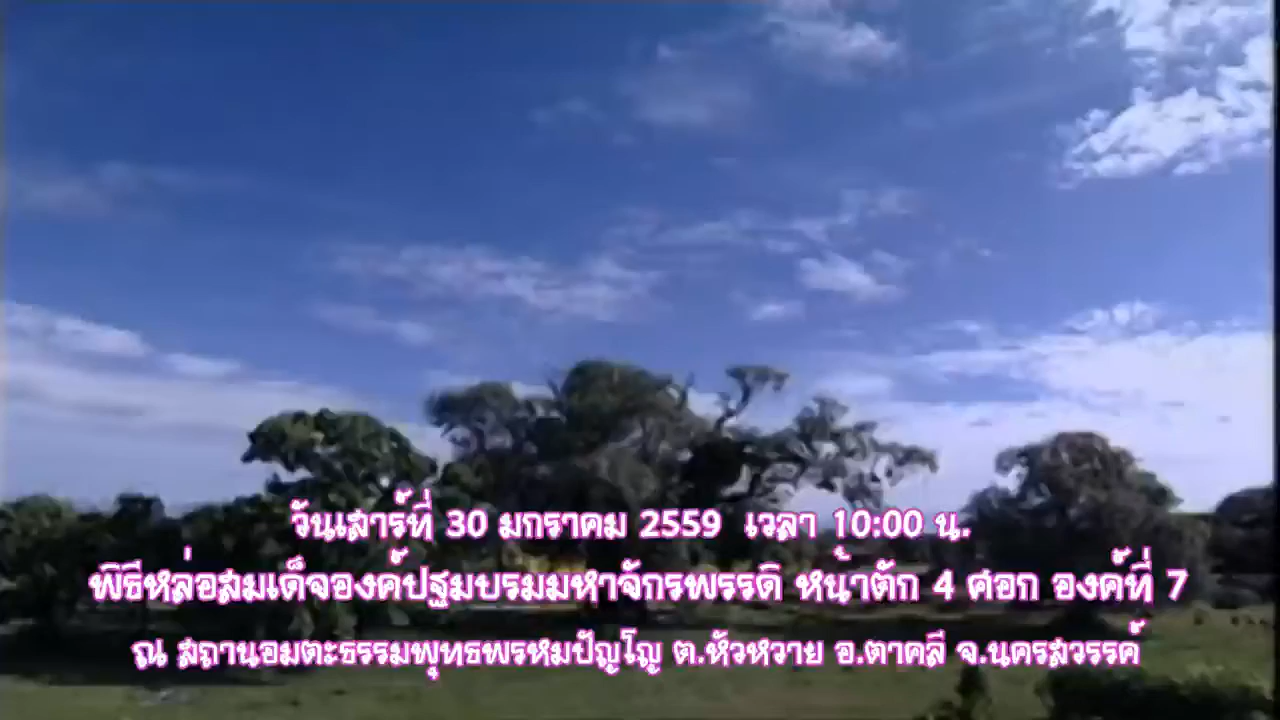 วันเสาร์ที่ 30 มกราคม 2559 เวลา 10:00 น.
พิธีหล่อสมเด็จองค์ปฐมบรมมหาจักรพรรดิ หน้าตัก 4 ศอก องค์ที่ 7
ณ สถานอมตะธรรมพุทธพรหมปัญโญ ต.หัวหวาย อ.ตาคลี จ.นครสวรรค์